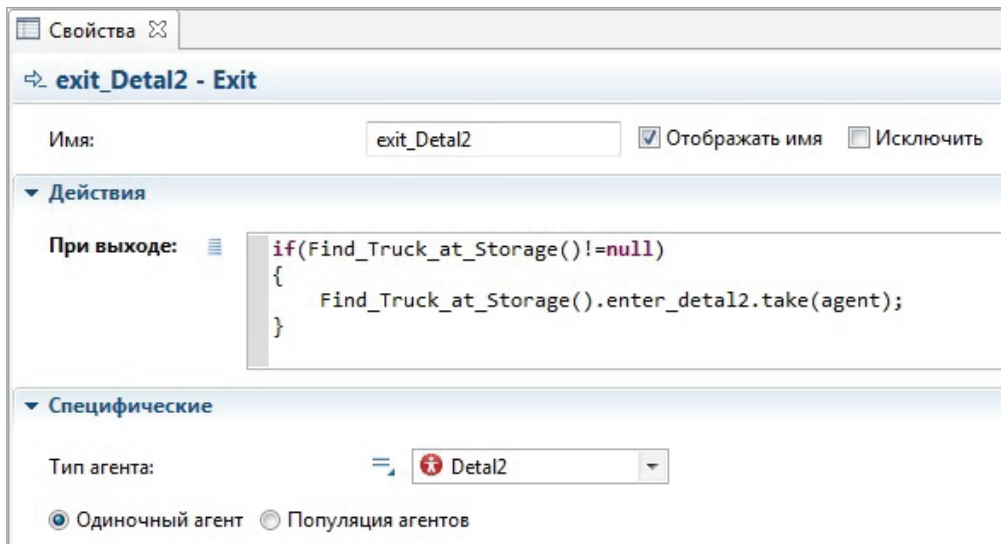 Свойства
exit_Detal2 - Exit
Имя: exit_Detal2 Отображать имя Исключить
Действия
При выходе: if(Find_Truck_at_Storage()!=null)
{
Find_Truck_at_Storage().enter_detal2.take(agent);
}
Специфические
Тип агента: Detal2
Одиночный агент Популяция агентов